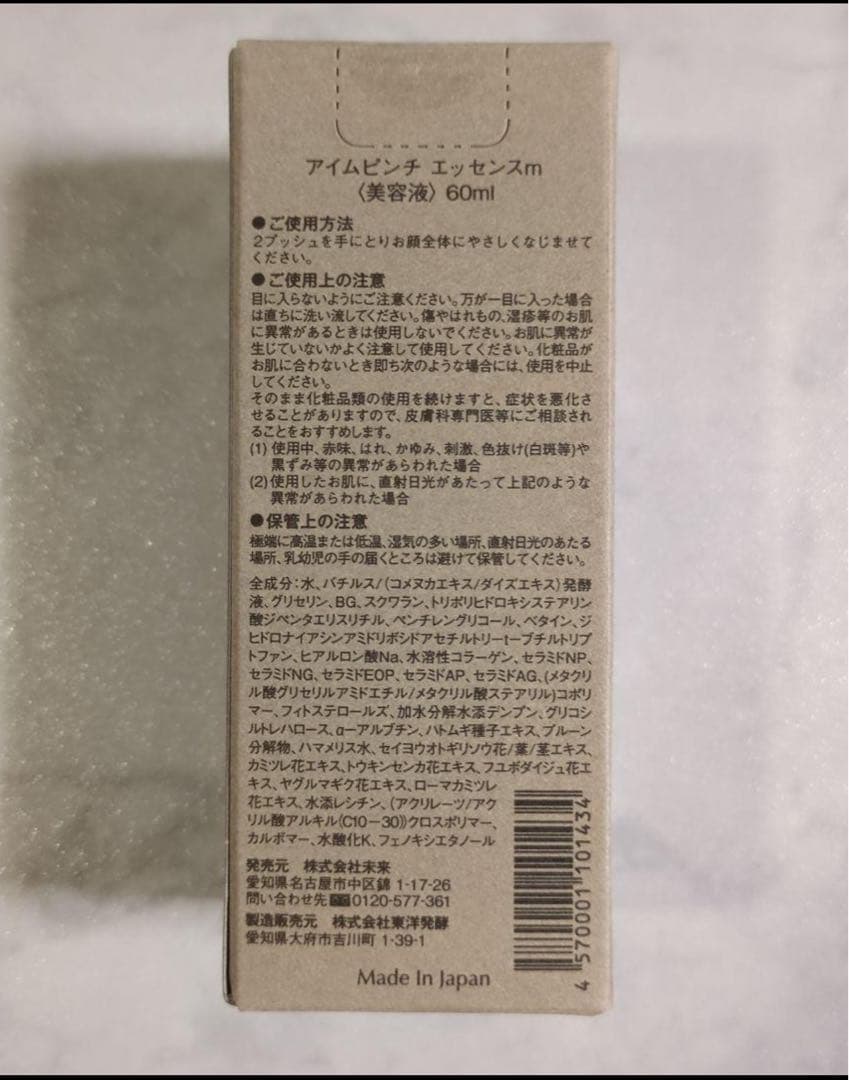 アイムピンチ エッセンスm
〈美容液〉60ml
●ご使用方法
2プッシュを手にとりお顔全体にやさしくなじませて
ください。
●ご使用上の注意
目に入らないようにご注意ください。万が一目に入った場合
は直ちに洗い流してください。傷やはれもの、湿疹等のお肌
に異常があるときは使用しないでください。お肌に異常が
生じていないかよく注意して使用してください。化粧品が
お肌に合わないとき即ち次のような場合には、使用を中止
してください。
そのまま化粧品類の使用を続けますと、症状を悪化さ
せることがありますので、皮膚科専門医等にご相談され
ることをおすすめします。
(1) 使用中、赤味、はれ、かゆみ、刺激、色抜け(白斑等)や
黒ずみ等の異常があらわれた場合
(2) 使用したお肌に、直射日光があたって上記のような
異常があらわれた場合
●保管上の注意
極端に高温または低温、湿気の多い場所、直射日光のあたる
場所、乳幼児の手の届くところは避けて保管してください。
全成分：水、バチルス/(コメヌカエキス/ダイズエキス)発酵
液、グリセリン、BG、スクワラン、トリポリヒドロキシステアリン
酸ジペンタエリスリチル、ペンチレングリコール、ベタイン、ジ
ヒドロナイアシンアミドリボシドアセチルトリーtーブチルトリプ
トファン、ヒアルロン酸Na、水溶性コラーゲン、セラミドNP、
セラミドNG、セラミドEOP、セラミドAP、セラミドAG、(メタクリ
ル酸グリセリルアミドエチル/メタクリル酸ステアリル)コポリ
マー、フィトステロールズ、加水分解水添デンプン、グリコシ
ルトレハロース、αーアルブチン、ハトムギ種子エキス、プルーン
分解物、ハマメリス水、セイヨウオトギリソウ花/葉/茎エキス、
カミツレ花エキス、トウキンセンカ花エキス、フユボダイジュ花エ
キス、ヤグルマギク花エキス、ローマカミツレ
花エキス、水添レシチン、(アクリレーツ/アク
リル酸アルキル(C10－30))クロスポリマー、
カルボマー、水酸化K、フェノキシエタノール
発売元 株式会社未来
愛知県名古屋市中区錦 1-17-26
問い合わせ先 0120-577-361
製造販売元 株式会社東洋発酵
愛知県大府市吉川町 1-39-1
Made In Japan
4 570001 101434